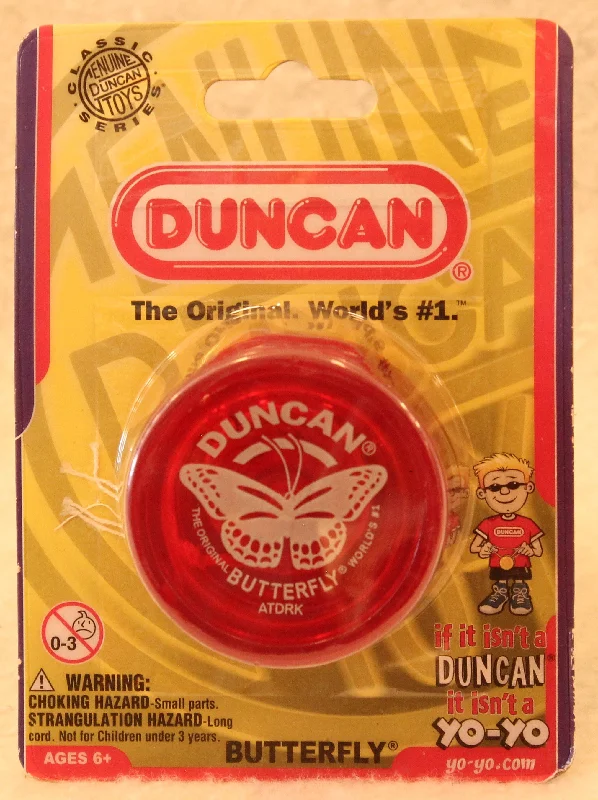 CLASSIC
GENUINE
DUNCAN
TOYS
SERIES
DUNCAN®
The Original. World's #1.™
DUNCAN®
THE ORIGINAL WORLD'S #1
BUTTERFLY®
ATDRK
DUNCAN
0-3
WARNING:
CHOKING HAZARD-Small parts.
STRANGULATION HAZARD-Long
cord. Not for Children under 3 years.
AGES 6+
BUTTERFLY®
if it isn't a
DUNCAN®
it isn't a
YO-YO
yo-yo.com